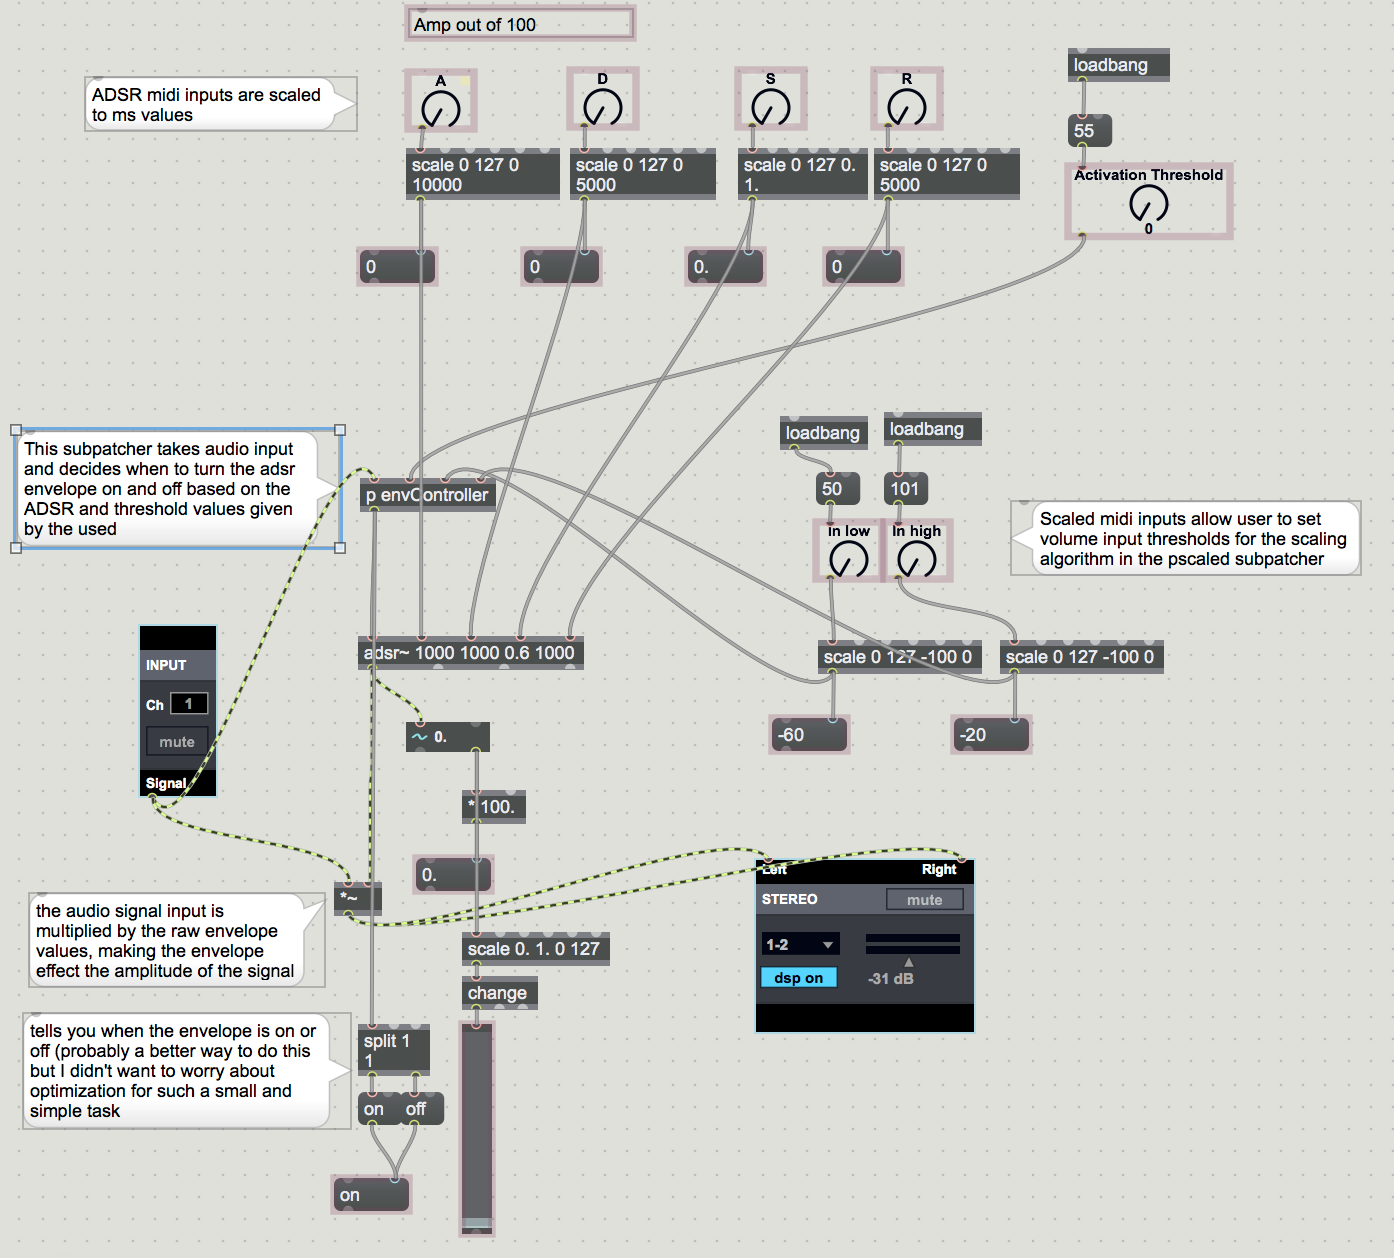 Amp out of 100
ADSR midi inputs are scaled
to ms values
A
D
S
R
loadbang
55
Activation Threshold
0
scale 0 127 0
10000
scale 0 127 0
5000
scale 0 127 0.
1.
scale 0 127 0
5000
0
0
0.
0
This subpatcher takes audio input
and decides when to turn the adsr
envelope on and off based on the
ADSR and threshold values given
by the used
p envController
loadbang
loadbang
50
101
In low
In high
Scaled midi inputs allow user to set
volume input thresholds for the scaling
algorithm in the pscaled subpatcher
adsr~ 1000 1000 0.6 1000
scale 0 127 -100 0
scale 0 127 -100 0
-60
-20
INPUT
Ch 1
mute
Signal
~ 0.
* 100.
0.
*~
the audio signal input is
multiplied by the raw envelope
values, making the envelope
effect the amplitude of the signal
scale 0. 1. 0 127
change
Left
Right
STEREO
mute
1-2
dsp on
-31 dB
tells you when the envelope is on or
off (probably a better way to do this
but I didn't want to worry about
optimization for such a small and
simple task
split 1
1
on
off
on